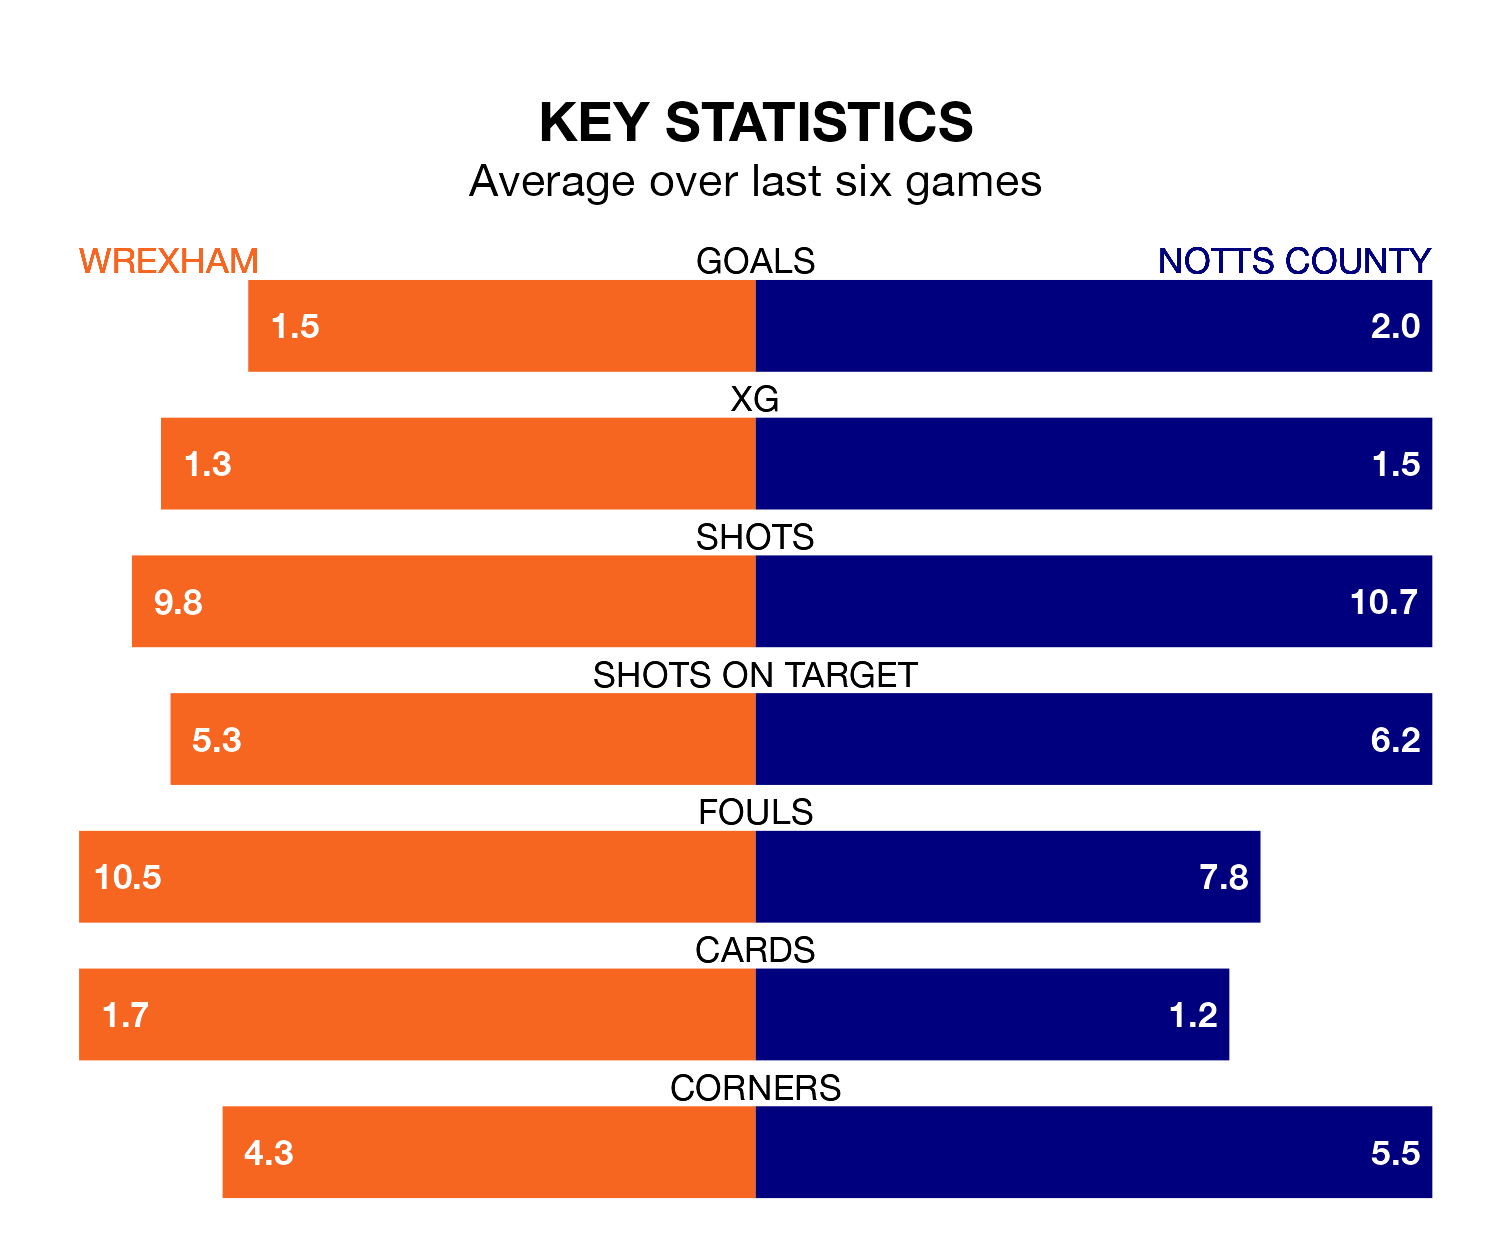 KEY STATISTICS
Average over last six games
WREXHAM GOALS NOTTS COUNTY
1.5 2.0
XG
1.3 1.5
SHOTS
9.8 10.7
SHOTS ON TARGET
5.3 6.2
FOULS
10.5 7.8
CARDS
1.7 1.2
CORNERS
4.3 5.5